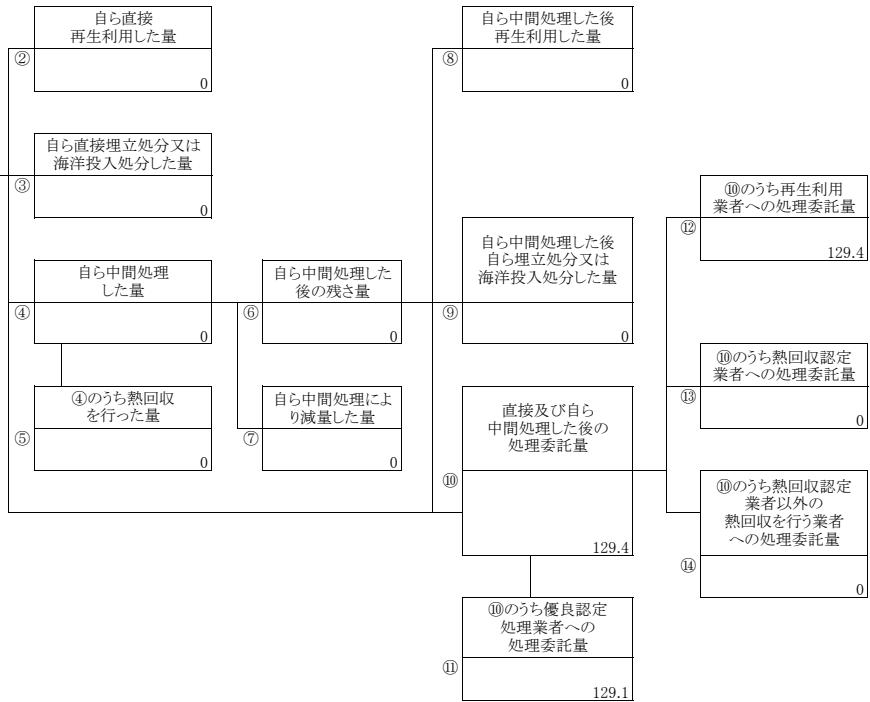 自ら直接
再生利用した量
②
0
自ら中間処理した後
再生利用した量
⑧
0
自ら直接埋立処分又は
海洋投入処分した量
③
0
⑩のうち再生利用
業者への処理委託量
⑫
129.4
自ら中間処理
した量
④
0
自ら中間処理した
後の残さ量
⑥
0
自ら中間処理した後
自ら埋立処分又は
海洋投入処分した量
⑨
0
⑩のうち熱回収認定
業者への処理委託量
⑬
0
④のうち熱回収
を行った量
⑤
0
自ら中間処理によ
り減量した量
⑦
0
直接及び自ら
中間処理した後の
処理委託量
⑩
129.4
⑩のうち熱回収認定
業者以外の
熱回収を行う業者
への処理委託量
⑭
0
⑩のうち優良認定
処理業者への
処理委託量
⑪
129.1